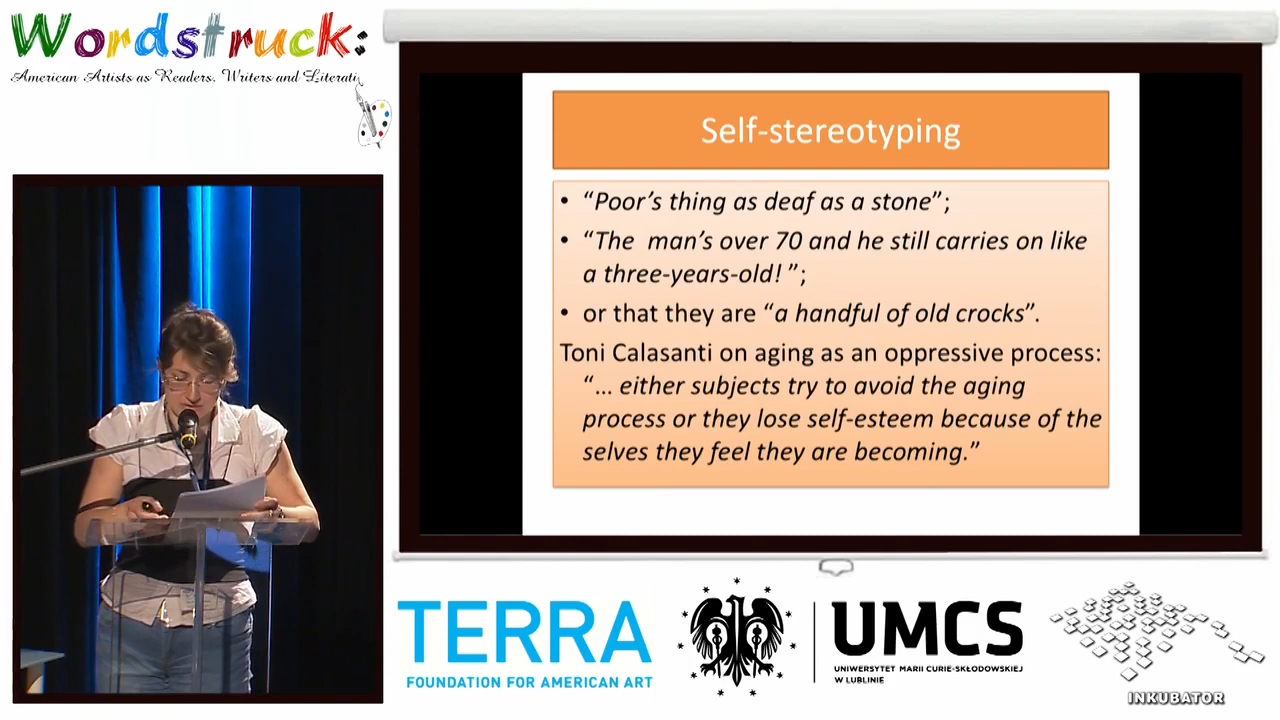 Wordstruck:
American Artists as Readers, Writers and Literati
Self-stereotyping
• “Poor’s thing as deaf as a stone”;
• “The man’s over 70 and he still carries on like
a three-years-old! ”;
• or that they are “a handful of old crocks”.
Toni Calasanti on aging as an oppressive process:
“… either subjects try to avoid the aging
process or they lose self-esteem because of the
selves they feel they are becoming.”
TERRA
FOUNDATION FOR AMERICAN ART
UMCS
UNIWERSYTET MARII CURIE-SKŁODOWSKIEJ
W LUBLINIE
INKUBATOR